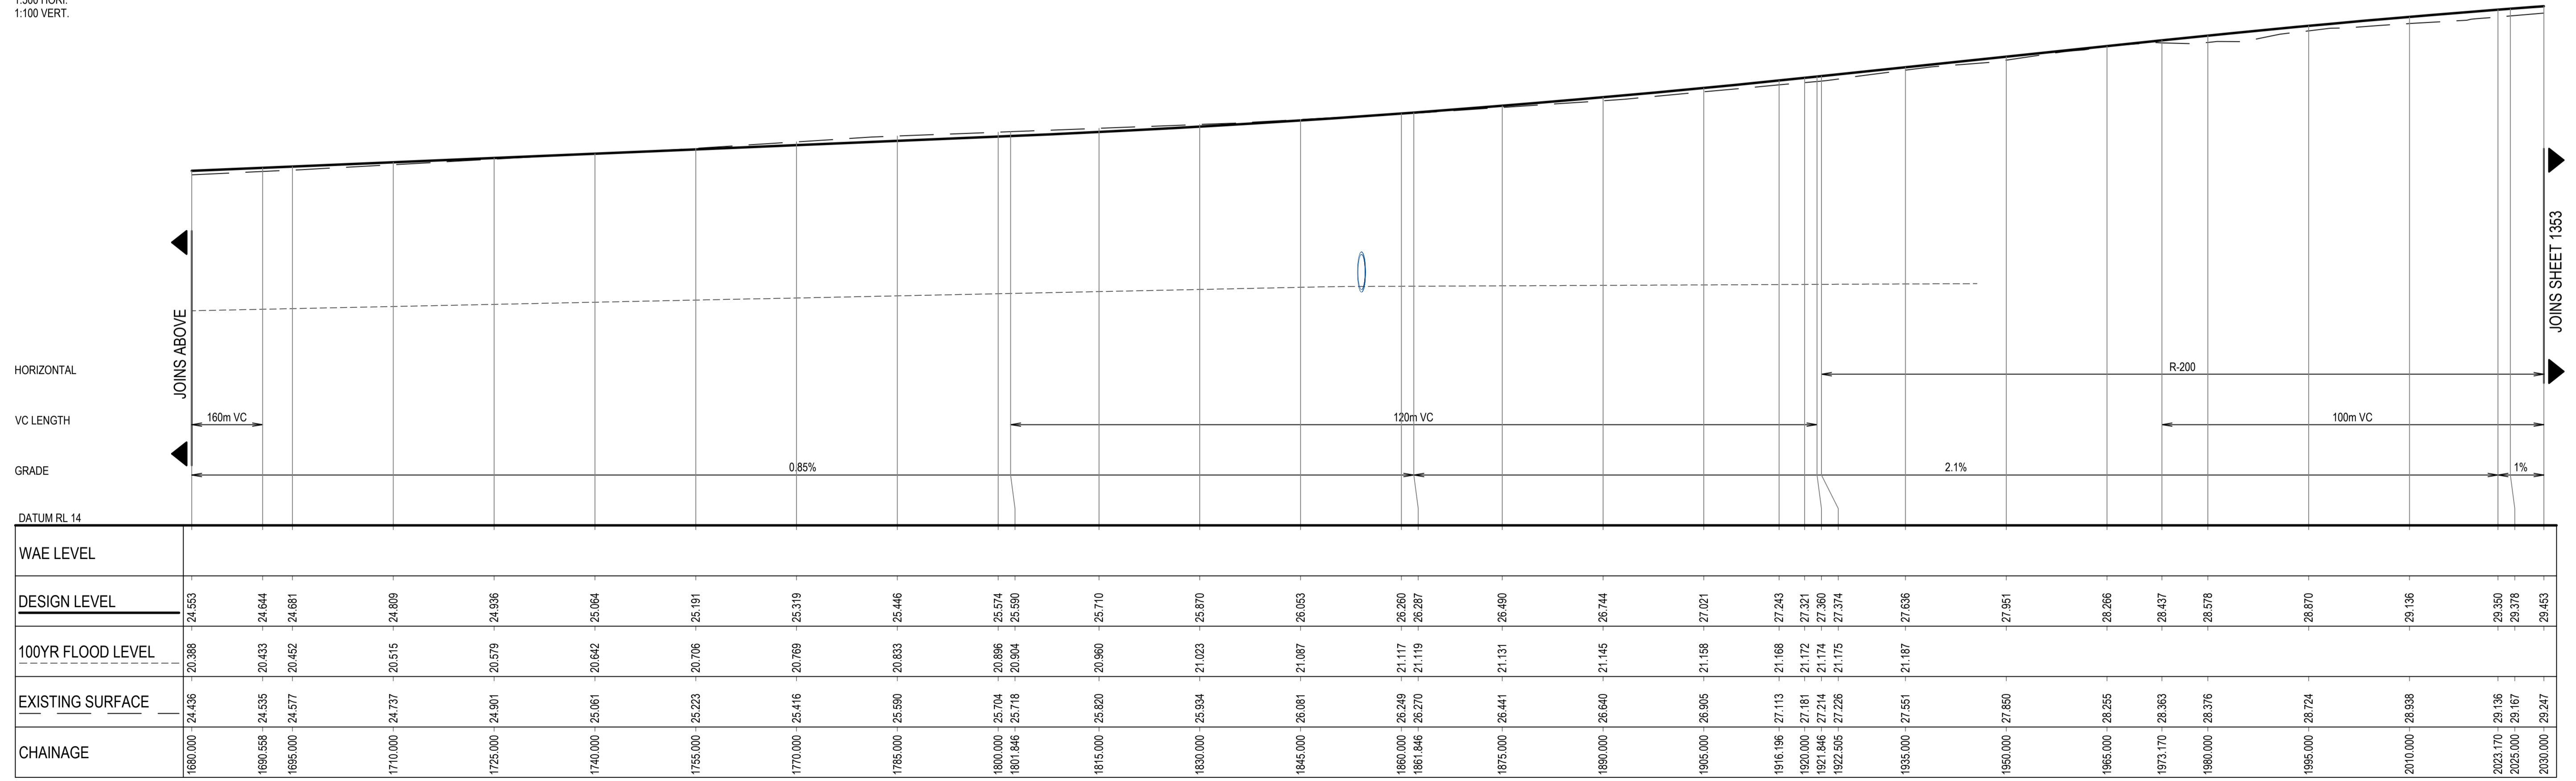 1:100 VERT.
JOINS ABOVE
JOINS SHEET 1353
HORIZONTAL
R-200
VC LENGTH
160m VC
120m VC
100m VC
GRADE
0.85%
2.1%
1%
DATUM RL 14
WAE LEVEL
DESIGN LEVEL 24.553 24.644 24.681 24.809 24.936 25.064 25.191 25.319 25.446 25.574 25.590 25.710 25.870 26.053 26.260 26.287 26.490 26.744 27.021 27.243 27.321 27.360 27.374 27.636 27.951 28.266 28.437 28.578 28.870 29.136 29.350 29.378 29.453
100YR FLOOD LEVEL 20.388 20.433 20.452 20.515 20.579 20.642 20.706 20.769 20.833 20.896 20.904 20.960 21.023 21.087 21.117 21.119 21.131 21.145 21.158 21.168 21.172 21.174 21.175 21.187
EXISTING SURFACE 24.436 24.535 24.577 24.737 24.901 25.061 25.223 25.416 25.590 25.704 25.718 25.820 25.934 26.081 26.249 26.270 26.441 26.640 26.905 27.113 27.181 27.214 27.226 27.551 27.850 28.255 28.363 28.376 28.724 28.938 29.136 29.167 29.247
CHAINAGE 1680.000 1690.558 1695.000 1710.000 1725.000 1740.000 1755.000 1770.000 1785.000 1800.000 1801.846 1815.000 1830.000 1845.000 1860.000 1861.846 1875.000 1890.000 1905.000 1916.196 1920.000 1921.846 1922.505 1935.000 1950.000 1965.000 1973.170 1980.000 1995.000 2010.000 2023.170 2025.000 2030.000